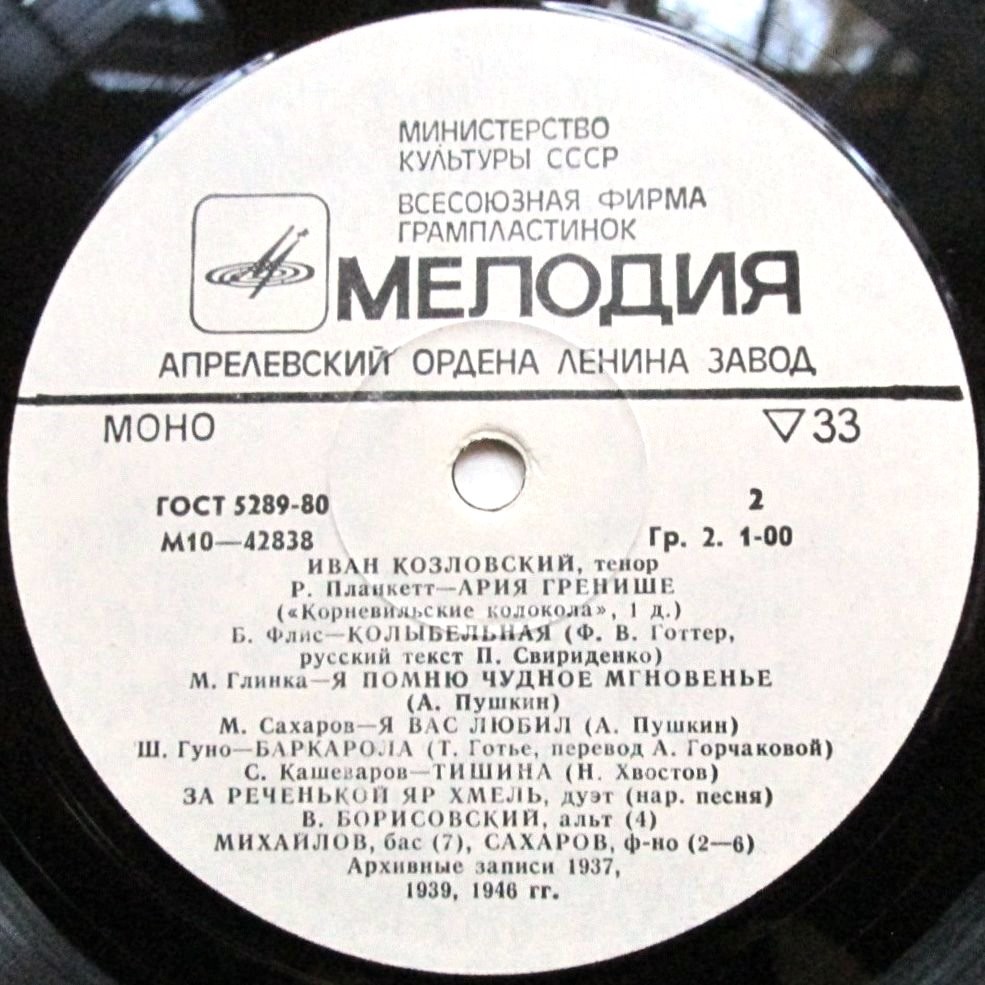 МИНИСТЕРСТВО
КУЛЬТУРЫ СССР
ВСЕСОЮЗНАЯ ФИРМА
ГРАМПЛАСТИНОК
МЕЛОДИЯ
АПРЕЛЕВСКИЙ ОРДЕНА ЛЕНИНА ЗАВОД
МОНО ▽33
ГОСТ 5289-80 2
М10—42838 Гр. 2. 1-00
ИВАН КОЗЛОВСКИЙ, тенор
Р. Планкетт—АРИЯ ГРЕНИШЕ
(«Корневильские колокола», 1 д.)
Б. Флис—КОЛЫБЕЛЬНАЯ (Ф. В. Готтер,
русский текст П. Свириденко)
М. Глинка—Я ПОМНЮ ЧУДНОЕ МГНОВЕНЬЕ
(А. Пушкин)
М. Сахаров—Я ВАС ЛЮБИЛ (А. Пушкин)
Ш. Гуно—БАРКАРОЛА (Т. Готье, перевод А. Горчаковой)
С. Кашеваров—ТИШИНА (Н. Хвостов)
ЗА РЕЧЕНЬКОЙ ЯР ХМЕЛЬ, дуэт (нар. песня)
В. БОРИСОВСКИЙ, альт (4)
МИХАЙЛОВ, бас (7), САХАРОВ, ф-но (2—6)
Архивные записи 1937,
1939, 1946 гг.